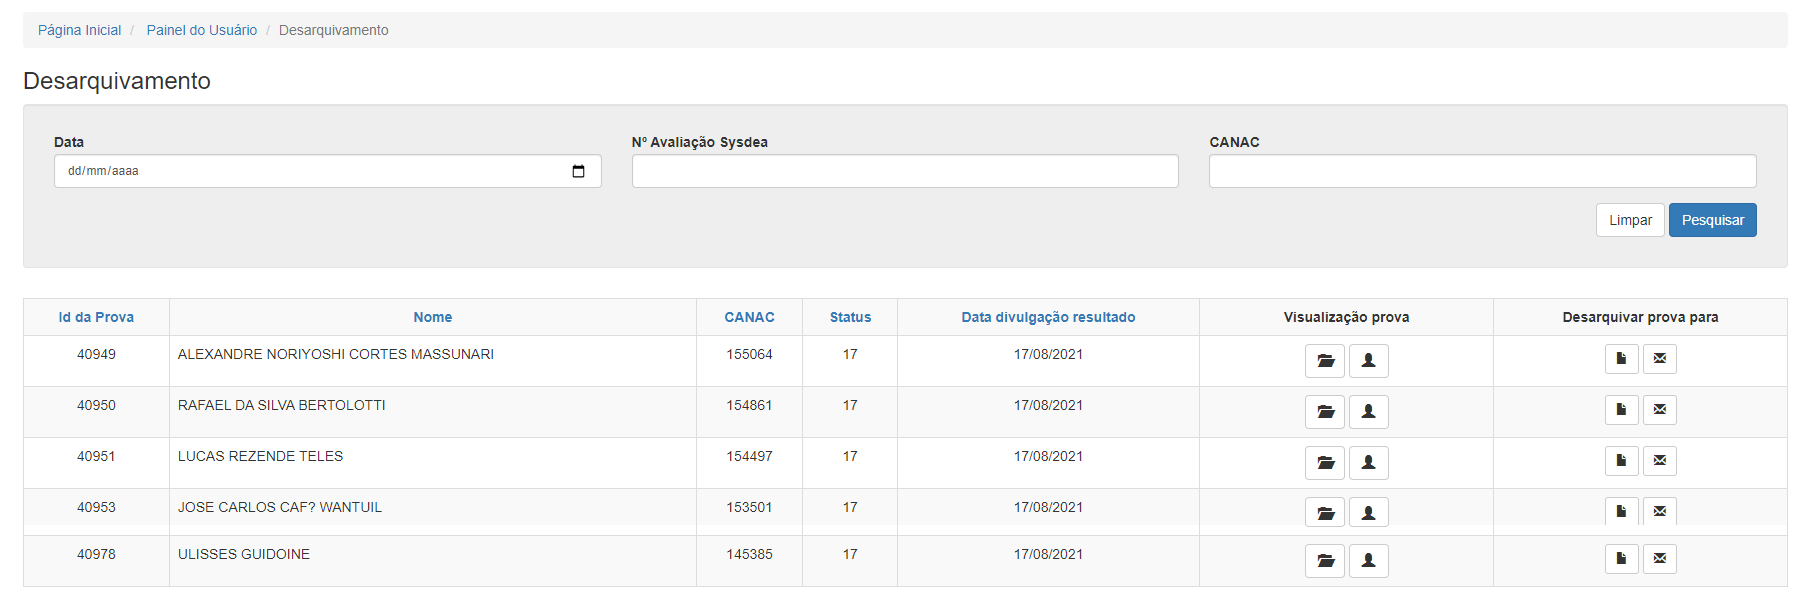 Página Inicial / Painel do Usuário / Desarquivamento
Desarquivamento
Data Nº Avaliação Sysdea CANAC
dd/mm/aaaa
Limpar Pesquisar
Id da Prova Nome CANAC Status Data divulgação resultado Visualização prova Desarquivar prova para
40949 ALEXANDRE NORIYOSHI CORTES MASSUNARI 155064 17 17/08/2021
40950 RAFAEL DA SILVA BERTOLOTTI 154861 17 17/08/2021
40951 LUCAS REZENDE TELES 154497 17 17/08/2021
40953 JOSE CARLOS CAF? WANTUIL 153501 17 17/08/2021
40978 ULISSES GUIDOINE 145385 17 17/08/2021